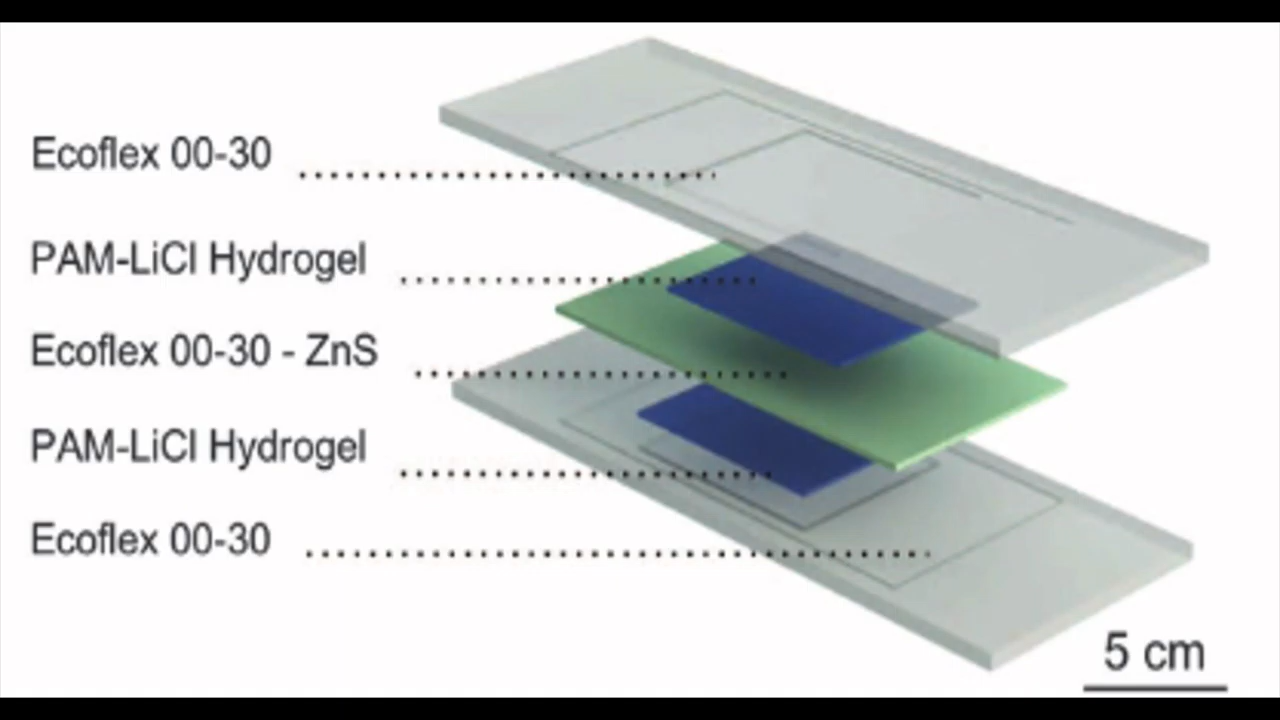 Ecoflex 00-30
PAM-LiCl Hydrogel
Ecoflex 00-30 - ZnS
PAM-LiCl Hydrogel
Ecoflex 00-30
5 cm